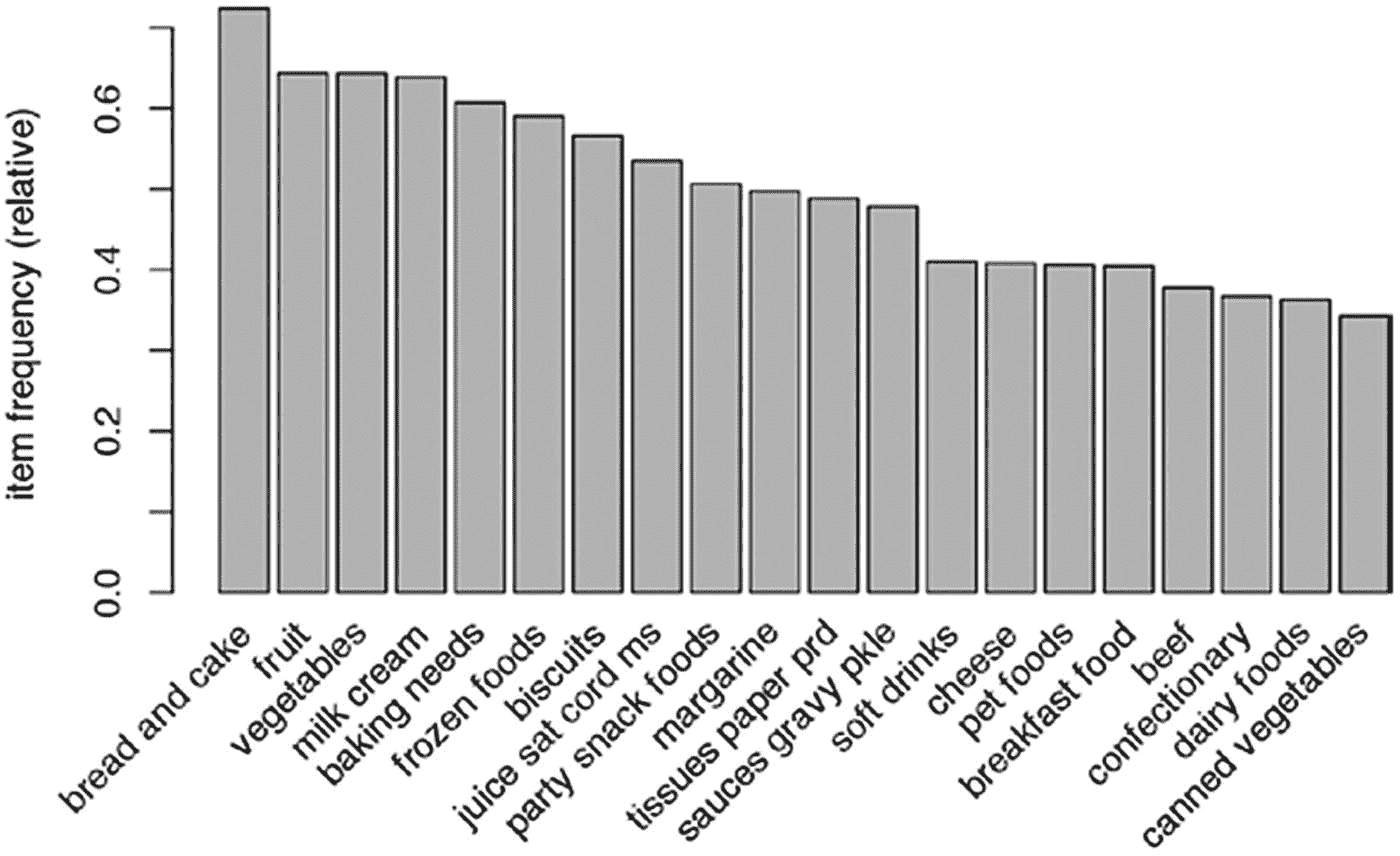 item frequency (relative)
0.6
0.4
0.2
0.0
bread and cake
fruit
vegetables
milk cream
baking needs
frozen foods
biscuits
juice sat cord ms
party snack foods
margarine
tissues paper prd
sauces gravy pkle
soft drinks
cheese
pet foods
breakfast food
beef
confectionary
dairy foods
canned vegetables